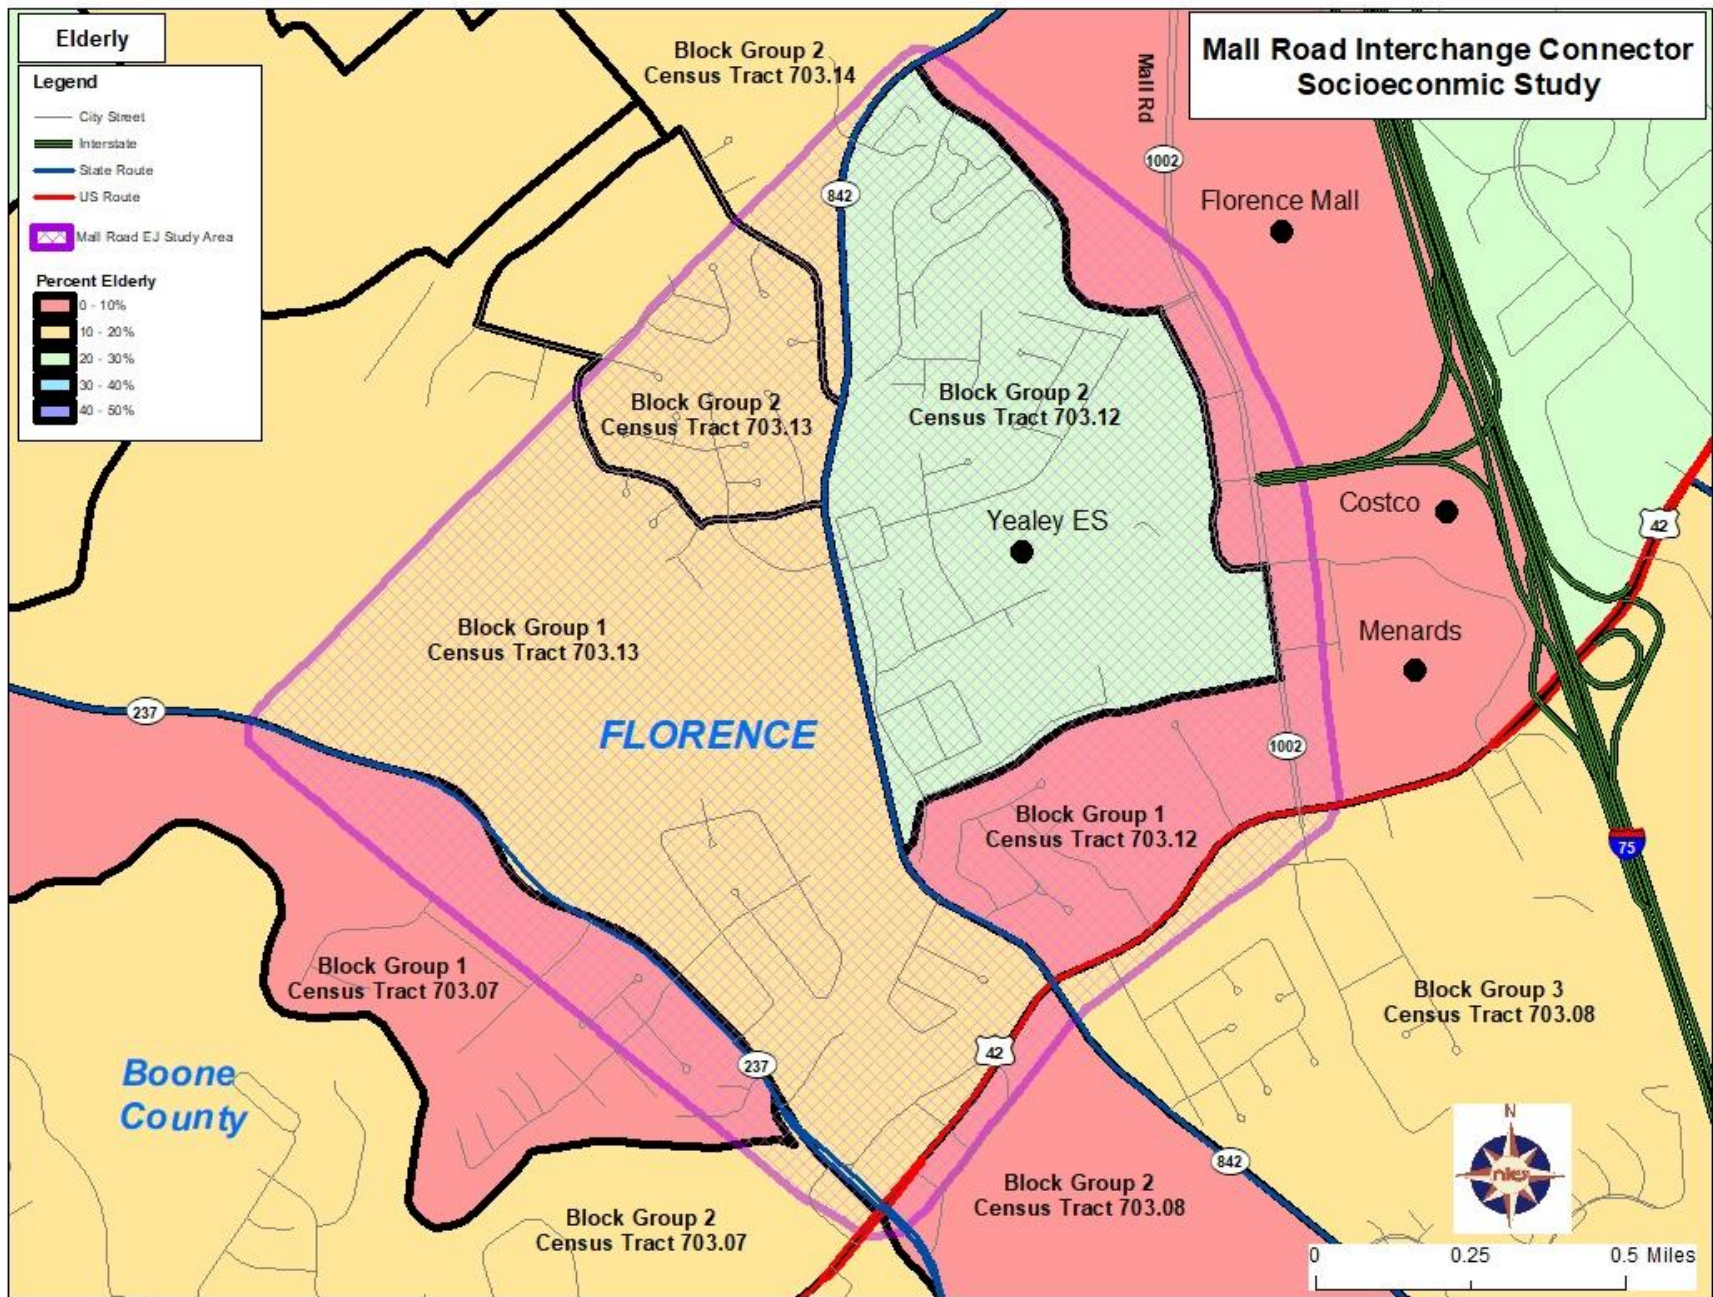 Elderly
Legend
City Street
Interstate
State Route
US Route
Mall Road EJ Study Area
Percent Elderly
0 - 10%
10 - 20%
20 - 30%
30 - 40%
40 - 50%
Mall Road Interchange Connector
Socioeconmic Study
Block Group 2
Census Tract 703.14
Mall Rd
1002
842
Florence Mall
Block Group 2
Census Tract 703.13
Block Group 2
Census Tract 703.12
Costco
42
Yealey ES
Block Group 1
Census Tract 703.13
Menards
237
FLORENCE
1002
Block Group 1
Census Tract 703.12
75
Block Group 1
Census Tract 703.07
Block Group 3
Census Tract 703.08
Boone
County
237
42
842
Block Group 2
Census Tract 703.08
Block Group 2
Census Tract 703.07
N
0 0.25 0.5 Miles